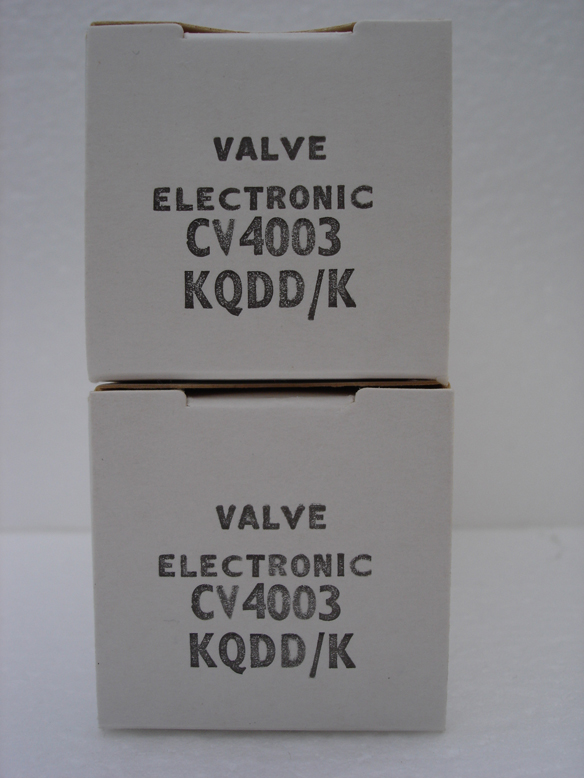 VALVE
ELECTRONIC
CV4003
KQDD/K
VALVE
ELECTRONIC
CV4003
KQDD/K